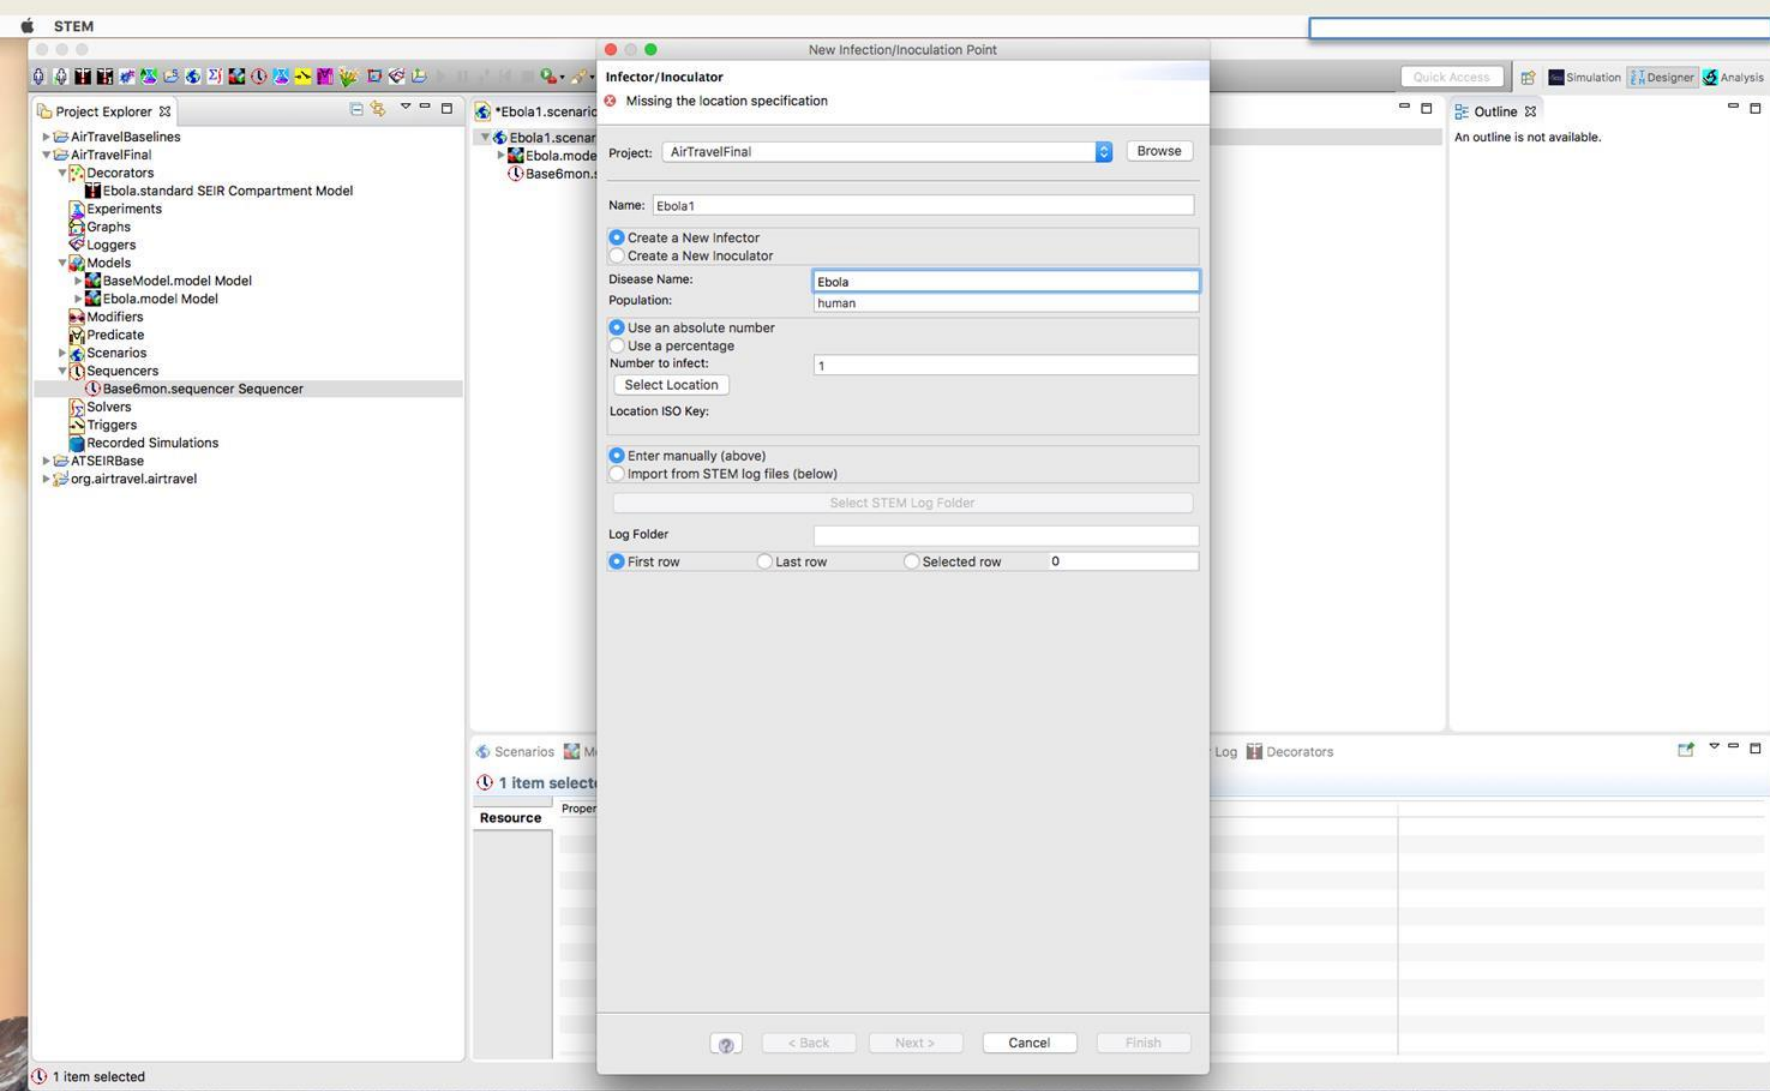 STEM
New Infection/Inoculation Point
Quick Access
Simulation
Designer
Analysis
Project Explorer
AirTravelBaselines
AirTravelFinal
Decorators
Ebola.standard SEIR Compartment Model
Experiments
Graphs
Loggers
Models
BaseModel.model Model
Ebola.model Model
Modifiers
Predicate
Scenarios
Sequencers
Base6mon.sequencer Sequencer
Solvers
Triggers
Recorded Simulations
ATSEIRBase
org.airtravel.airtravel
*Ebola1.scenario
Ebola1.scenar
Ebola.mode
Base6mon.s
Infector/Inoculator
Missing the location specification
Project: AirTravelFinal Browse
Name: Ebola1
Create a New Infector
Create a New Inoculator
Disease Name: Ebola
Population: human
Use an absolute number
Use a percentage
Number to infect: 1
Select Location
Location ISO Key:
Enter manually (above)
Import from STEM log files (below)
Select STEM Log Folder
Log Folder
First row Last row Selected row 0
< Back Next > Cancel Finish
Outline
An outline is not available.
Scenarios M
Log Decorators
1 item selecte
Proper
Resource
1 item selected